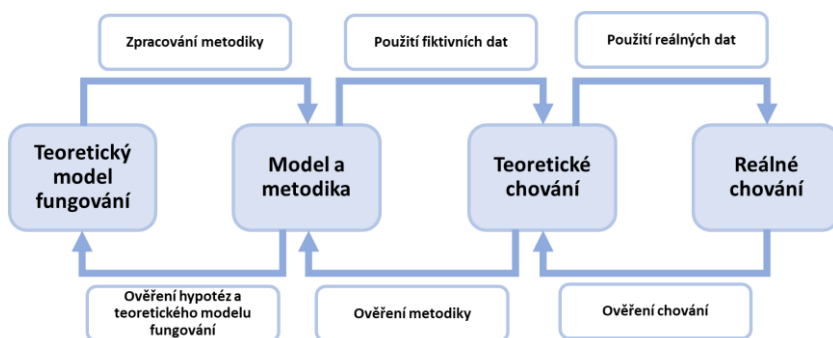 Zpracování metodiky
Použití fiktivních dat
Použití reálných dat
Teoretický
model
fungování
Model a
metodika
Teoretické
chování
Reálné
chování
Ověření hypotéz a
teoretického modelu
fungování
Ověření metodiky
Ověření chování